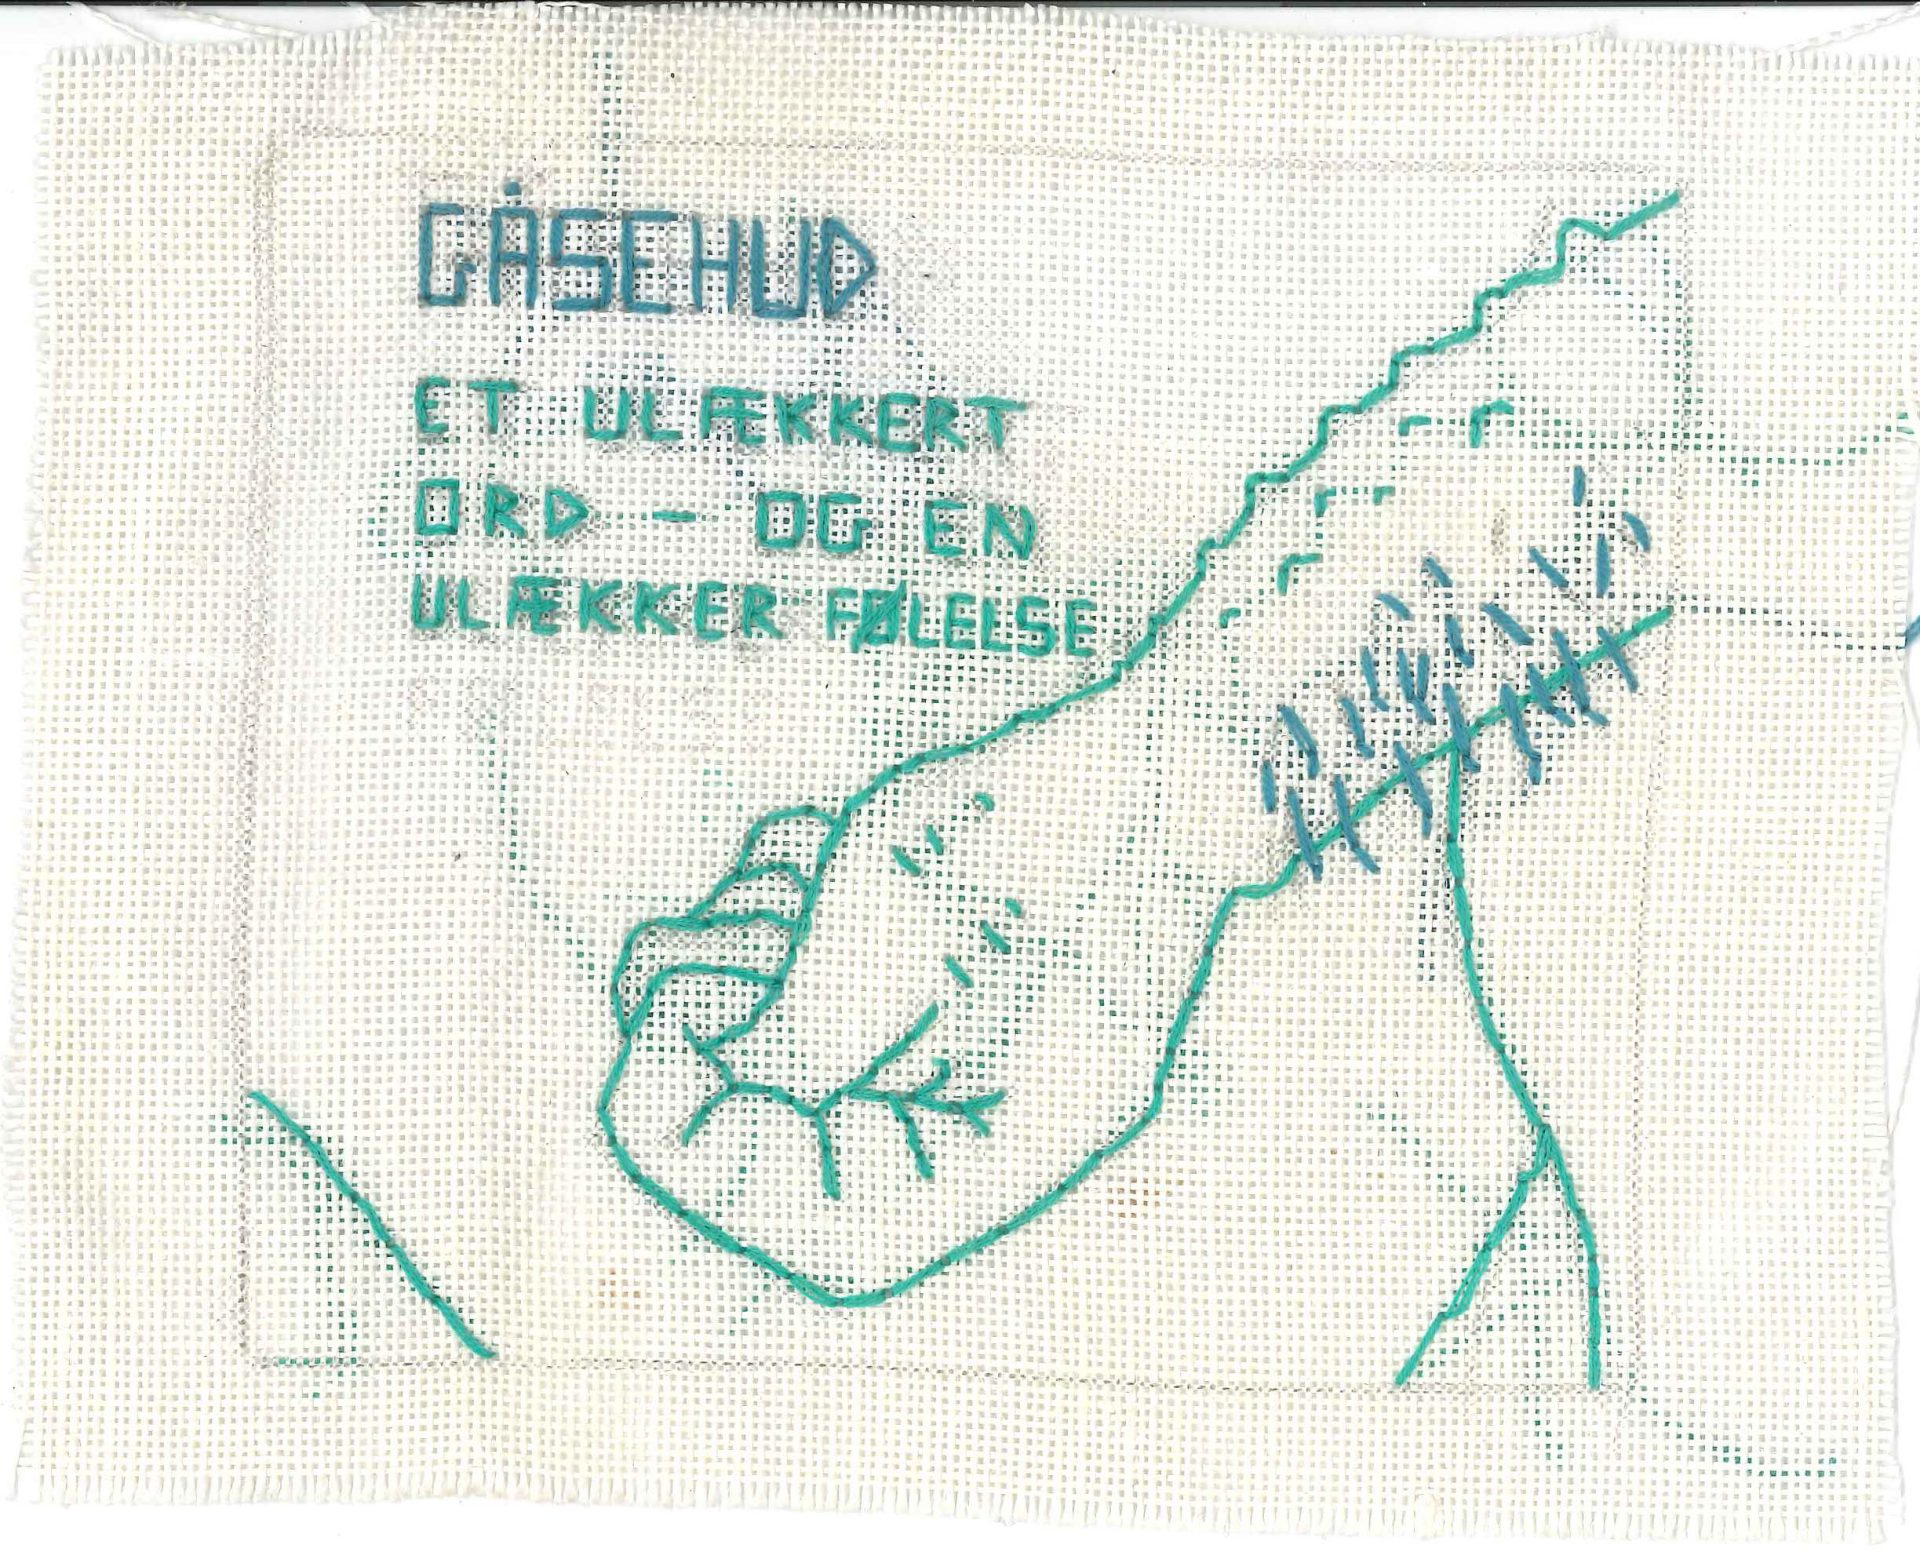 GÅSEHUD
ET ULÆKKERT
ORD - OG EN
ULÆKKER FØLELSE